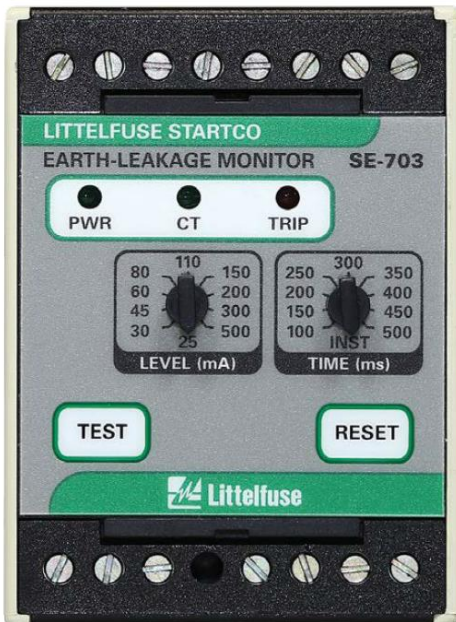 LITTELFUSE STARTCO
EARTH-LEAKAGE MONITOR SE-703
PWR CT TRIP
110
80 150
60 200
45 300
30 500
25
LEVEL (mA)
300
250 350
200 400
150 450
100 500
INST
TIME (ms)
TEST RESET
Littelfuse